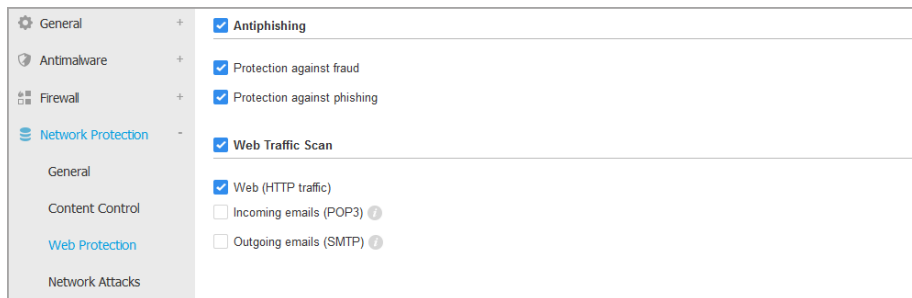 General +
Antimalware +
Firewall +
Network Protection -
General
Content Control
Web Protection
Network Attacks
Antiphishing
Protection against fraud
Protection against phishing
Web Traffic Scan
Web (HTTP traffic)
Incoming emails (POP3) i
Outgoing emails (SMTP) i